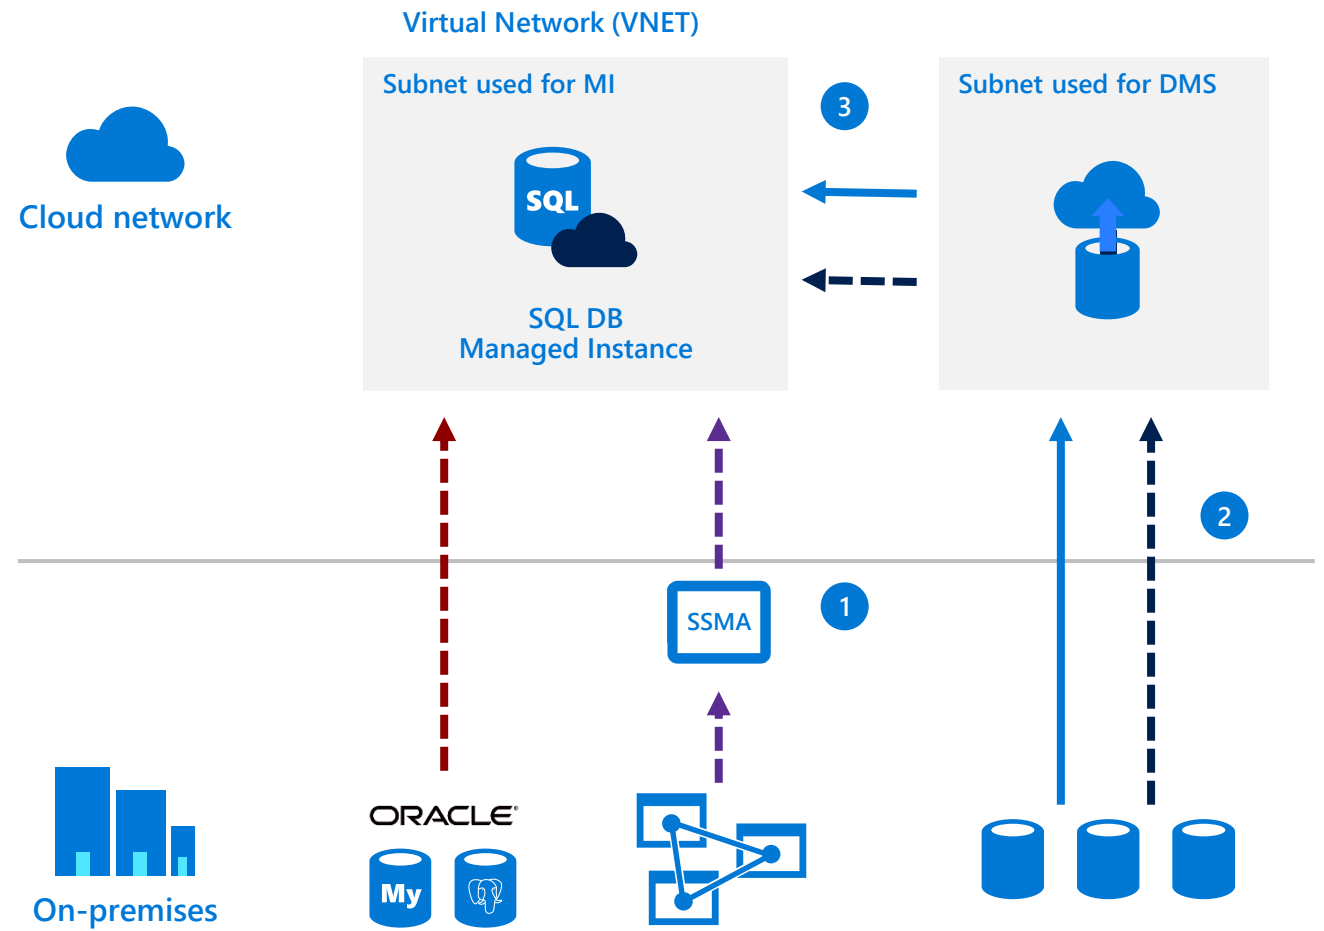 Virtual Network (VNET)
Subnet used for MI
3
Subnet used for DMS
SQL
Cloud network
SQL DB
Managed Instance
2
1
SSMA
ORACLE®
My
On-premises